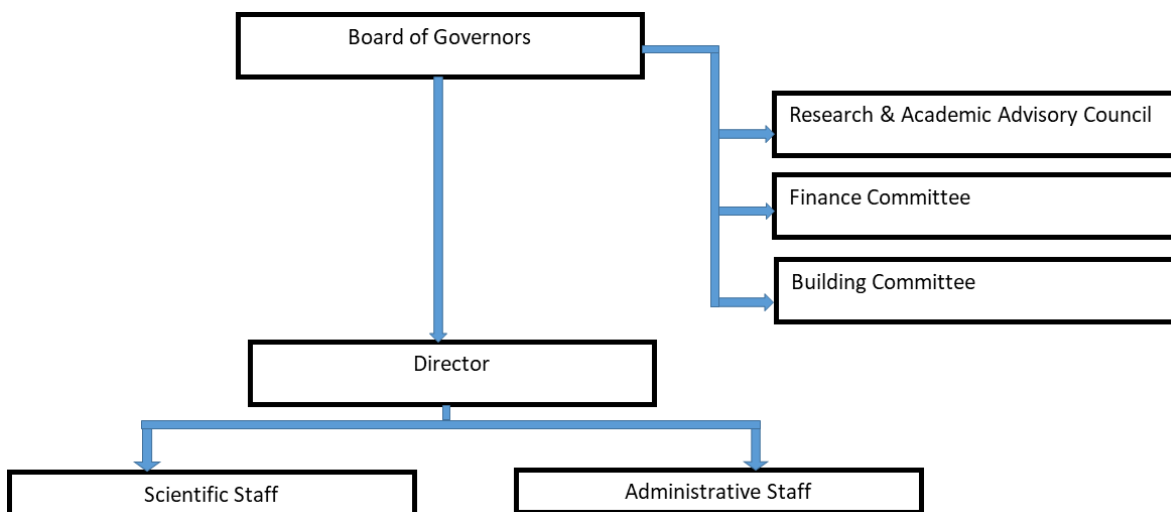 Board of Governors
Research & Academic Advisory Council
Finance Committee
Building Committee
Director
Scientific Staff
Administrative Staff